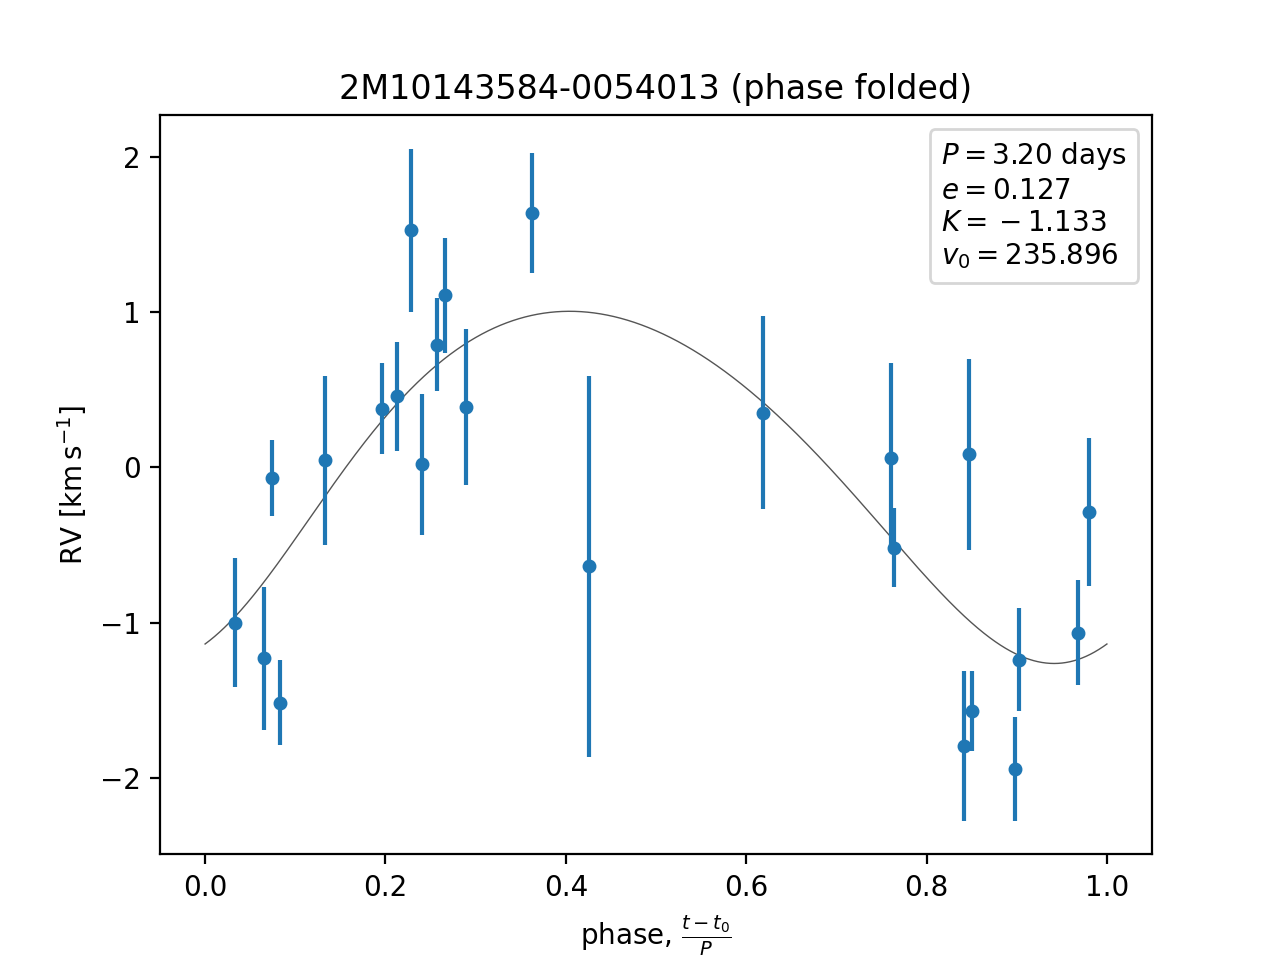 2M10143584-0054013 (phase folded)
P = 3.20 days
e = 0.127
K = −1.133
v₀ = 235.896
RV [km s⁻¹]
2
1
0
−1
−2
0.0 0.2 0.4 0.6 0.8 1.0
phase, (t − t₀)/P